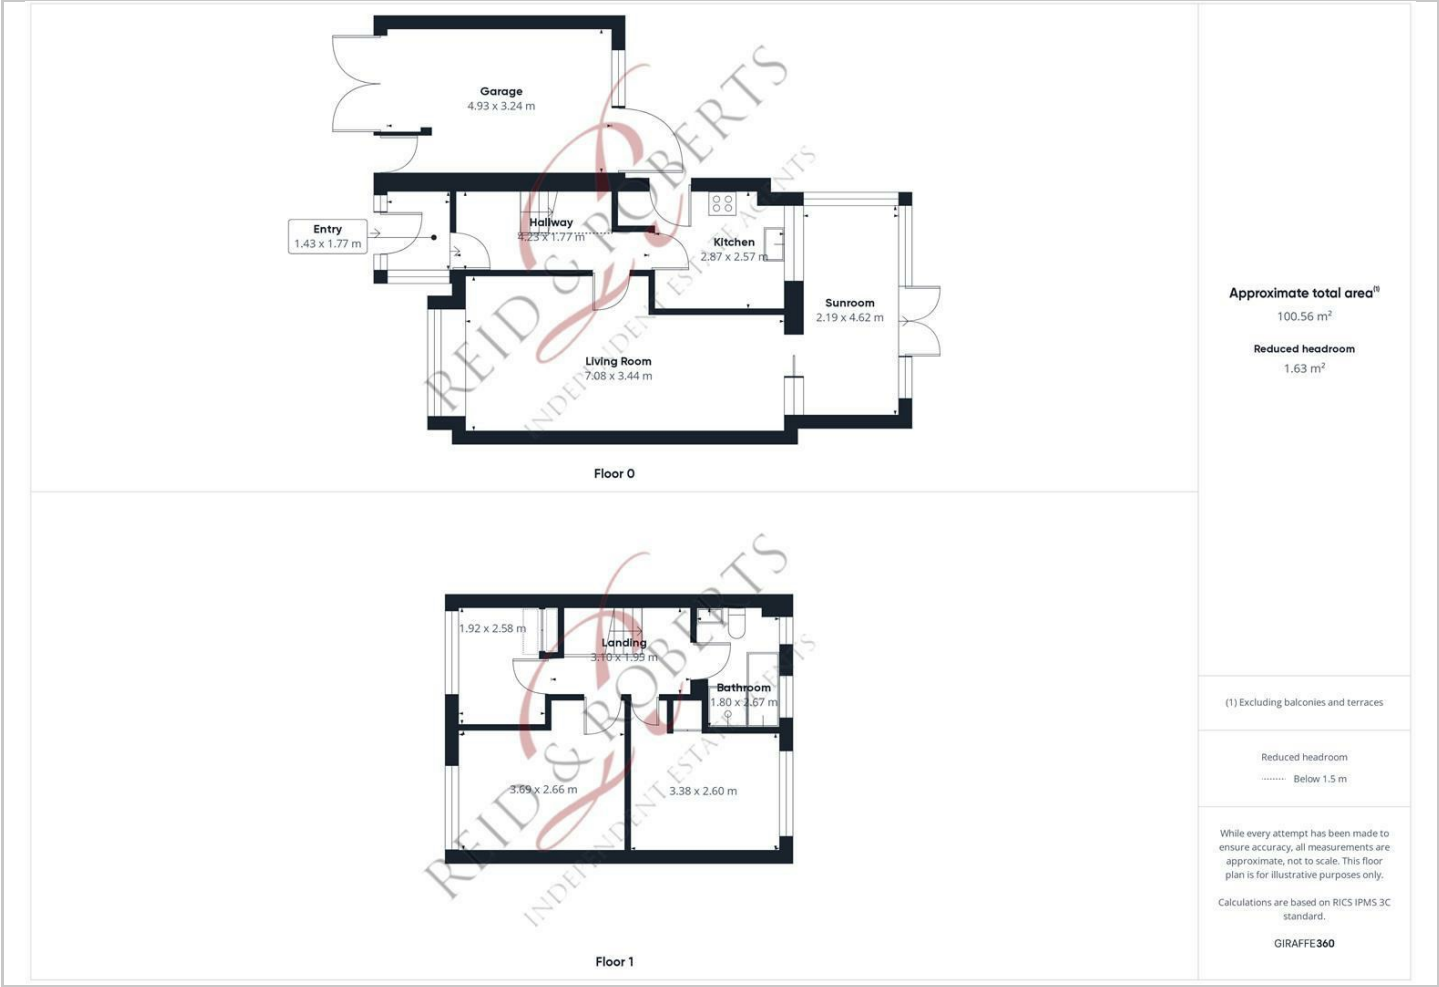 Garage
4.93 x 3.24 m
Entry
1.43 x 1.77 m
Hallway
4.23 x 1.77 m
Kitchen
2.87 x 2.57 m
Sunroom
2.19 x 4.62 m
Living Room
7.08 x 3.44 m
REID & ROBERTS
INDEPENDENT ESTATE AGENTS
Floor 0
1.92 x 2.58 m
Landing
3.10 x 1.95 m
Bathroom
1.80 x 2.67 m
3.69 x 2.66 m
3.38 x 2.60 m
REID & ROBERTS
INDEPENDENT ESTATE AGENTS
Floor 1
Approximate total area(1)
100.56 m²
Reduced headroom
1.63 m²
(1) Excluding balconies and terraces
Reduced headroom
Below 1.5 m
While every attempt has been made to
ensure accuracy, all measurements are
approximate, not to scale. This floor
plan is for illustrative purposes only.
Calculations are based on RICS IPMS 3C
standard.
GIRAFFE360